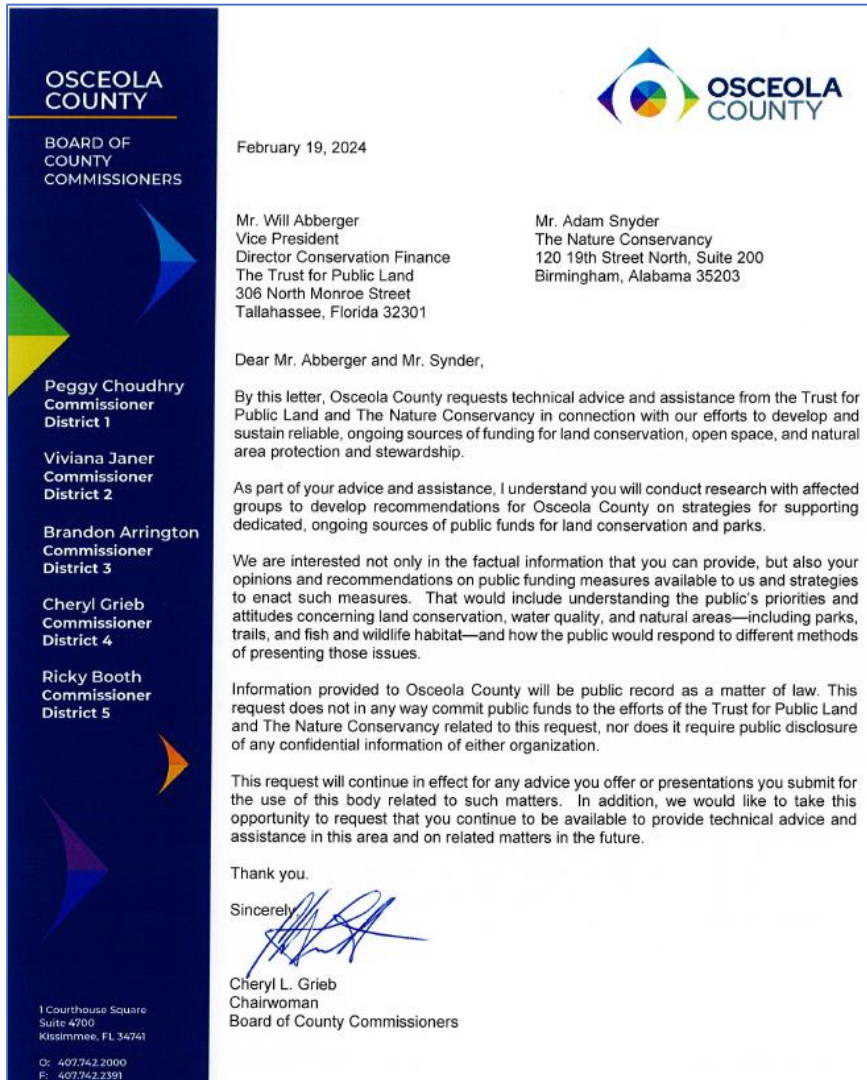 OSCEOLA
COUNTY
BOARD OF
COUNTY
COMMISSIONERS
Peggy Choudhry
Commissioner
District 1
Viviana Janer
Commissioner
District 2
Brandon Arrington
Commissioner
District 3
Cheryl Grieb
Commissioner
District 4
Ricky Booth
Commissioner
District 5
1 Courthouse Square
Suite 4700
Kissimmee, FL 34741
O: 407.742.2000
F: 407.742.2391
OSCEOLA
COUNTY
February 19, 2024
Mr. Will Abberger
Vice President
Director Conservation Finance
The Trust for Public Land
306 North Monroe Street
Tallahassee, Florida 32301
Mr. Adam Snyder
The Nature Conservancy
120 19th Street North, Suite 200
Birmingham, Alabama 35203
Dear Mr. Abberger and Mr. Synder,
By this letter, Osceola County requests technical advice and assistance from the Trust for
Public Land and The Nature Conservancy in connection with our efforts to develop and
sustain reliable, ongoing sources of funding for land conservation, open space, and natural
area protection and stewardship.
As part of your advice and assistance, I understand you will conduct research with affected
groups to develop recommendations for Osceola County on strategies for supporting
dedicated, ongoing sources of public funds for land conservation and parks.
We are interested not only in the factual information that you can provide, but also your
opinions and recommendations on public funding measures available to us and strategies
to enact such measures. That would include understanding the public's priorities and
attitudes concerning land conservation, water quality, and natural areas—including parks,
trails, and fish and wildlife habitat—and how the public would respond to different methods
of presenting those issues.
Information provided to Osceola County will be public record as a matter of law. This
request does not in any way commit public funds to the efforts of the Trust for Public Land
and The Nature Conservancy related to this request, nor does it require public disclosure
of any confidential information of either organization.
This request will continue in effect for any advice you offer or presentations you submit for
the use of this body related to such matters. In addition, we would like to take this
opportunity to request that you continue to be available to provide technical advice and
assistance in this area and on related matters in the future.
Thank you.
Sincerely,
Cheryl L. Grieb
Chairwoman
Board of County Commissioners